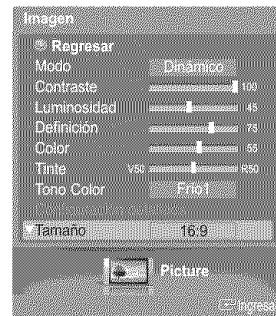 Imagen
Regresar
Modo Dinámico
Contraste 100
Luminosidad 45
Definición 75
Color 55
Tinte V50 R50
Tono Color Frío1
Tamaño 16:9
Picture
Ingresa